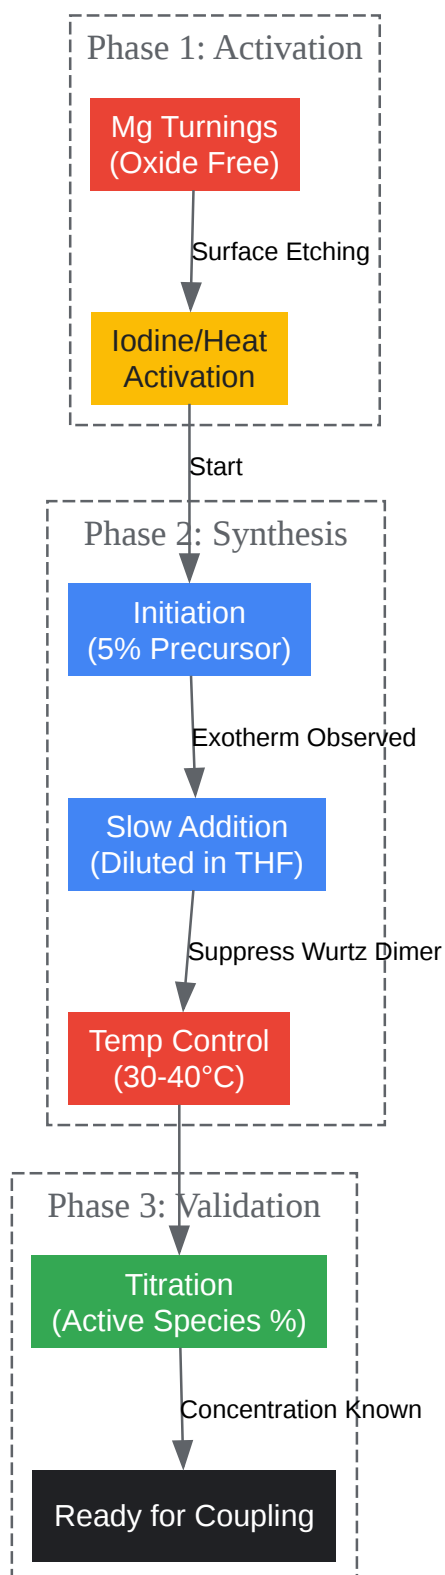 Phase 1: Activation
Mg Turnings
(Oxide Free)
Surface Etching
Iodine/Heat
Activation
Start
Phase 2: Synthesis
Initiation
(5% Precursor)
Exotherm Observed
Slow Addition
(Diluted in THF)
Suppress Wurtz Dimer
Temp Control
(30-40°C)
Phase 3: Validation
Titration
(Active Species %)
Concentration Known
Ready for Coupling